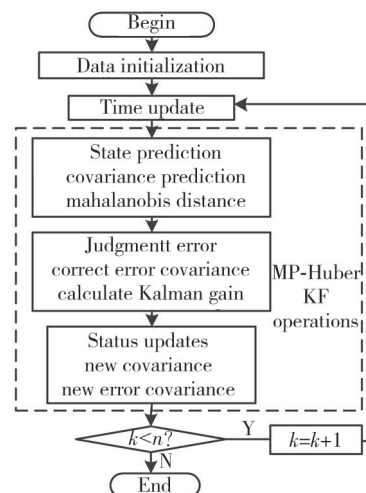 Begin
Data initialization
Time update
State prediction
covariance prediction
mahalanobis distance
Judgmentt error
correct error covariance
calculate Kalman gain
MP-Huber
KF
operations
Status updates
new covariance
new error covariance
k<n?
Y
k=k+1
N
End